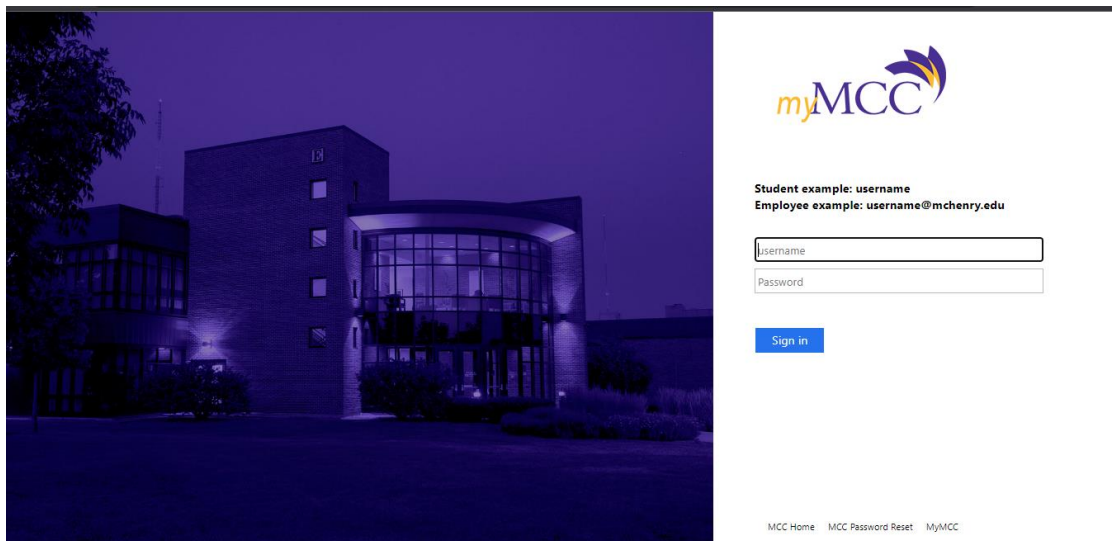 E
myMCC
Student example: username
Employee example: username@mchenry.edu
username
Password
Sign in
MCC Home MCC Password Reset MyMCC